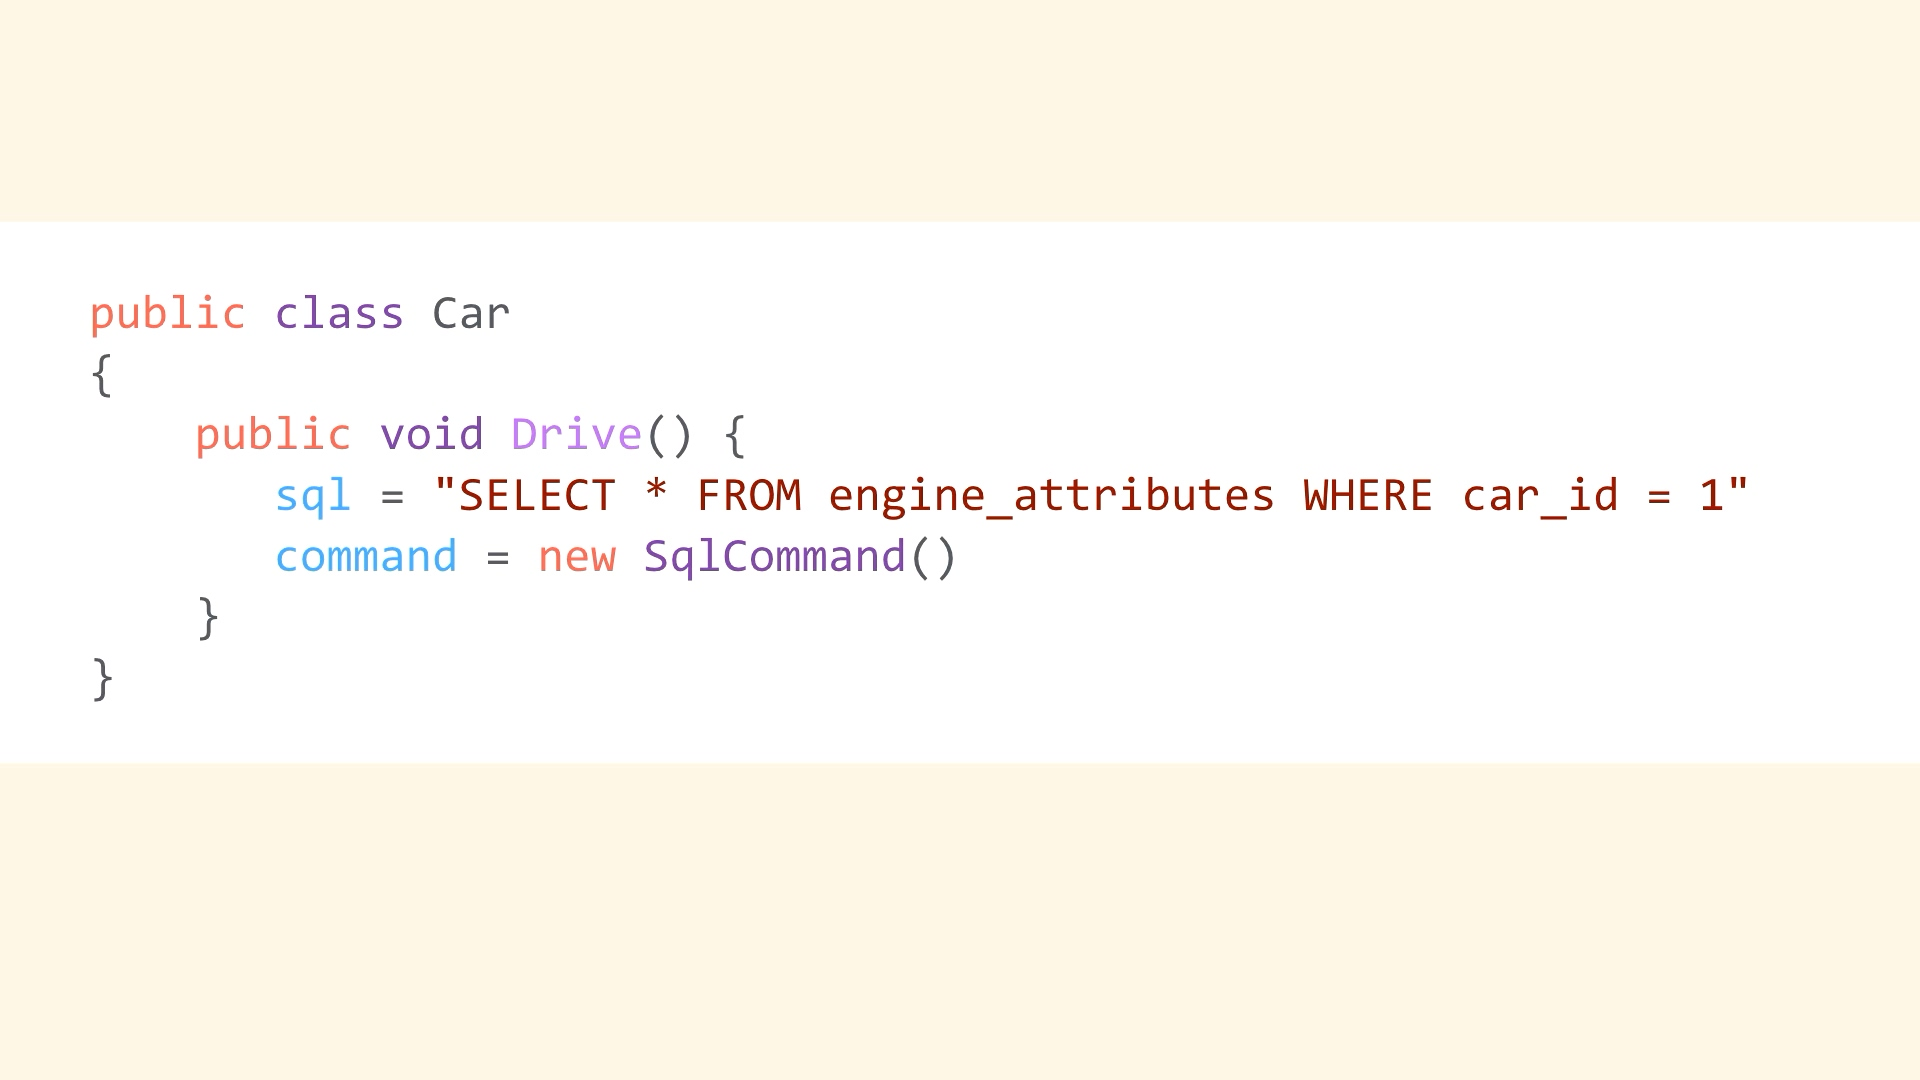 public class Car
{
    public void Drive() {
       sql = "SELECT * FROM engine_attributes WHERE car_id = 1"
       command = new SqlCommand()
    }
}